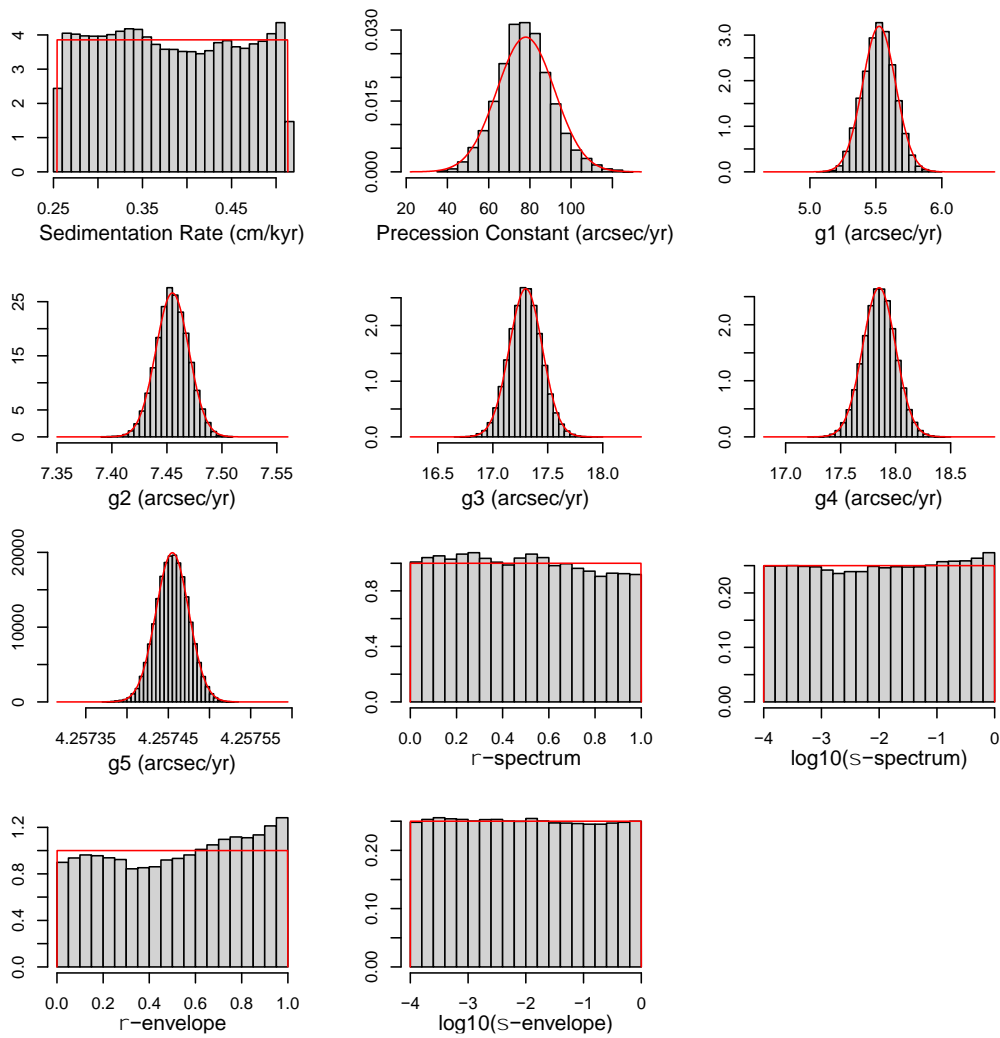 0 1 2 3 4
0.25 0.35 0.45
Sedimentation Rate (cm/kyr)
0.000 0.015 0.030
20 40 60 80 100
Precession Constant (arcsec/yr)
0.0 1.0 2.0 3.0
5.0 5.5 6.0
g1 (arcsec/yr)
0 5 15 25
7.35 7.40 7.45 7.50 7.55
g2 (arcsec/yr)
0.0 1.0 2.0
16.5 17.0 17.5 18.0
g3 (arcsec/yr)
0.0 1.0 2.0
17.0 17.5 18.0 18.5
g4 (arcsec/yr)
0 10000 20000
4.25735 4.25745 4.25755
g5 (arcsec/yr)
0.0 0.4 0.8
0.0 0.2 0.4 0.6 0.8 1.0
r−spectrum
0.00 0.10 0.20
−4 −3 −2 −1 0
log10(s−spectrum)
0.0 0.4 0.8 1.2
0.0 0.2 0.4 0.6 0.8 1.0
r−envelope
0.00 0.10 0.20
−4 −3 −2 −1 0
log10(s−envelope)